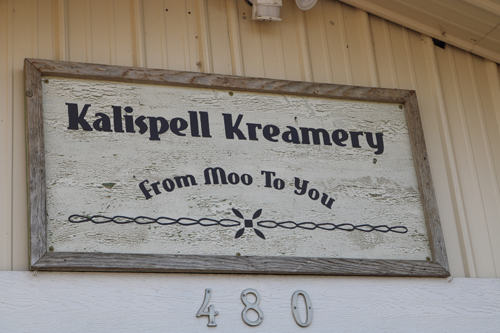 Kalispell Kreamery
From Moo To You
480